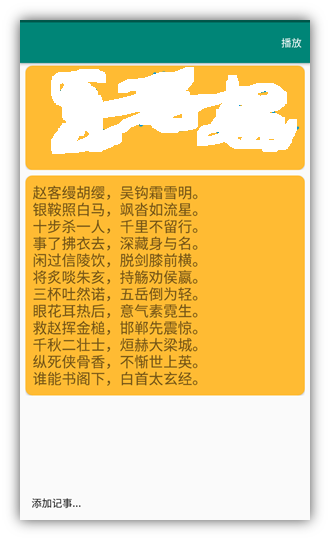 播放
赵客缦胡缨，吴钩霜雪明。
银鞍照白马，飒沓如流星。
十步杀一人，千里不留行。
事了拂衣去，深藏身与名。
闲过信陵饮，脱剑膝前横。
将炙啖朱亥，持觞劝侯嬴。
三杯吐然诺，五岳倒为轻。
眼花耳热后，意气素霓生。
救赵挥金槌，邯郸先震惊。
千秋二壮士，烜赫大梁城。
纵死侠骨香，不惭世上英。
谁能书阁下，白首太玄经。
添加记事...